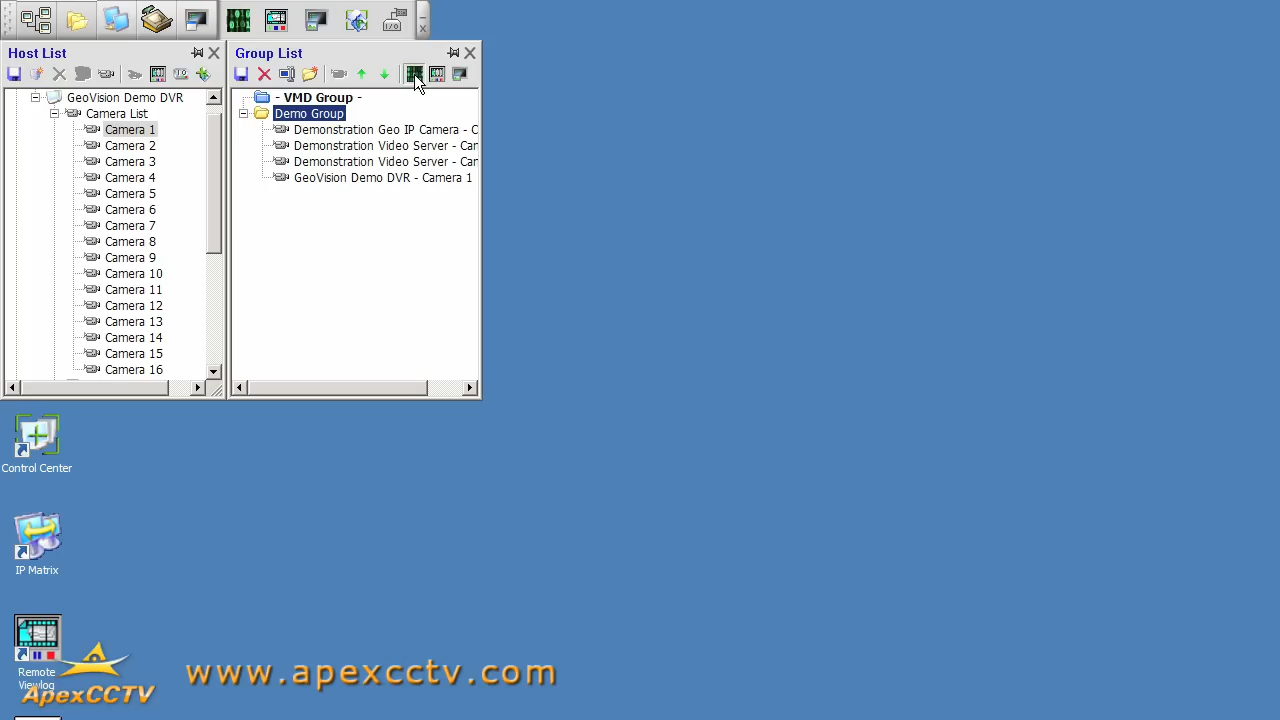 Host List
GeoVision Demo DVR
Camera List
Camera 1
Camera 2
Camera 3
Camera 4
Camera 5
Camera 6
Camera 7
Camera 8
Camera 9
Camera 10
Camera 11
Camera 12
Camera 13
Camera 14
Camera 15
Camera 16
Group List
- VMD Group -
Demo Group
Demonstration Geo IP Camera - C
Demonstration Video Server - Car
Demonstration Video Server - Car
GeoVision Demo DVR - Camera 1
Control Center
IP Matrix
Remote
Viewlog
ApexCCTV
www.apexcctv.com